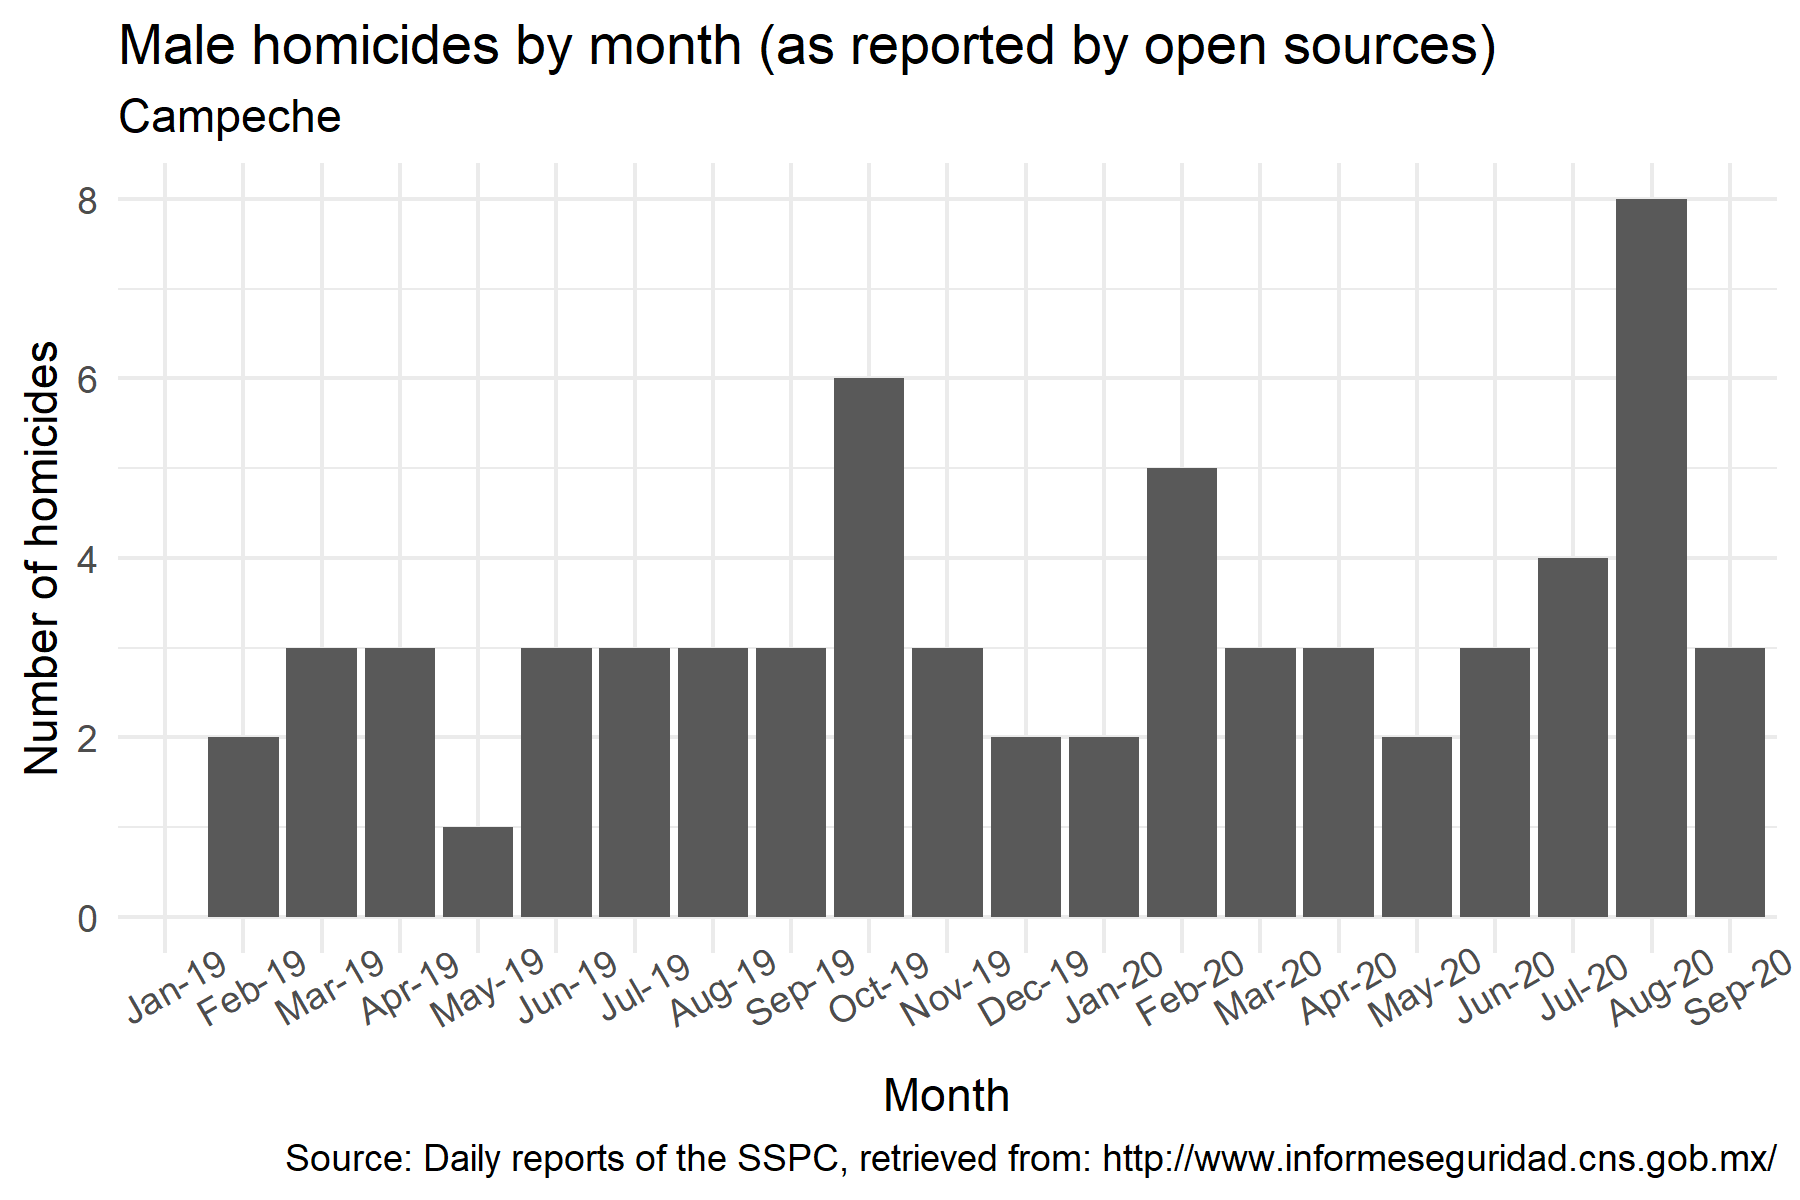 Male homicides by month (as reported by open sources)
Campeche
Number of homicides
8
6
4
2
0
Jan-19
Feb-19
Mar-19
Apr-19
May-19
Jun-19
Jul-19
Aug-19
Sep-19
Oct-19
Nov-19
Dec-19
Jan-20
Feb-20
Mar-20
Apr-20
May-20
Jun-20
Jul-20
Aug-20
Sep-20
Month
Source: Daily reports of the SSPC, retrieved from: http://www.informeseguridad.cns.gob.mx/